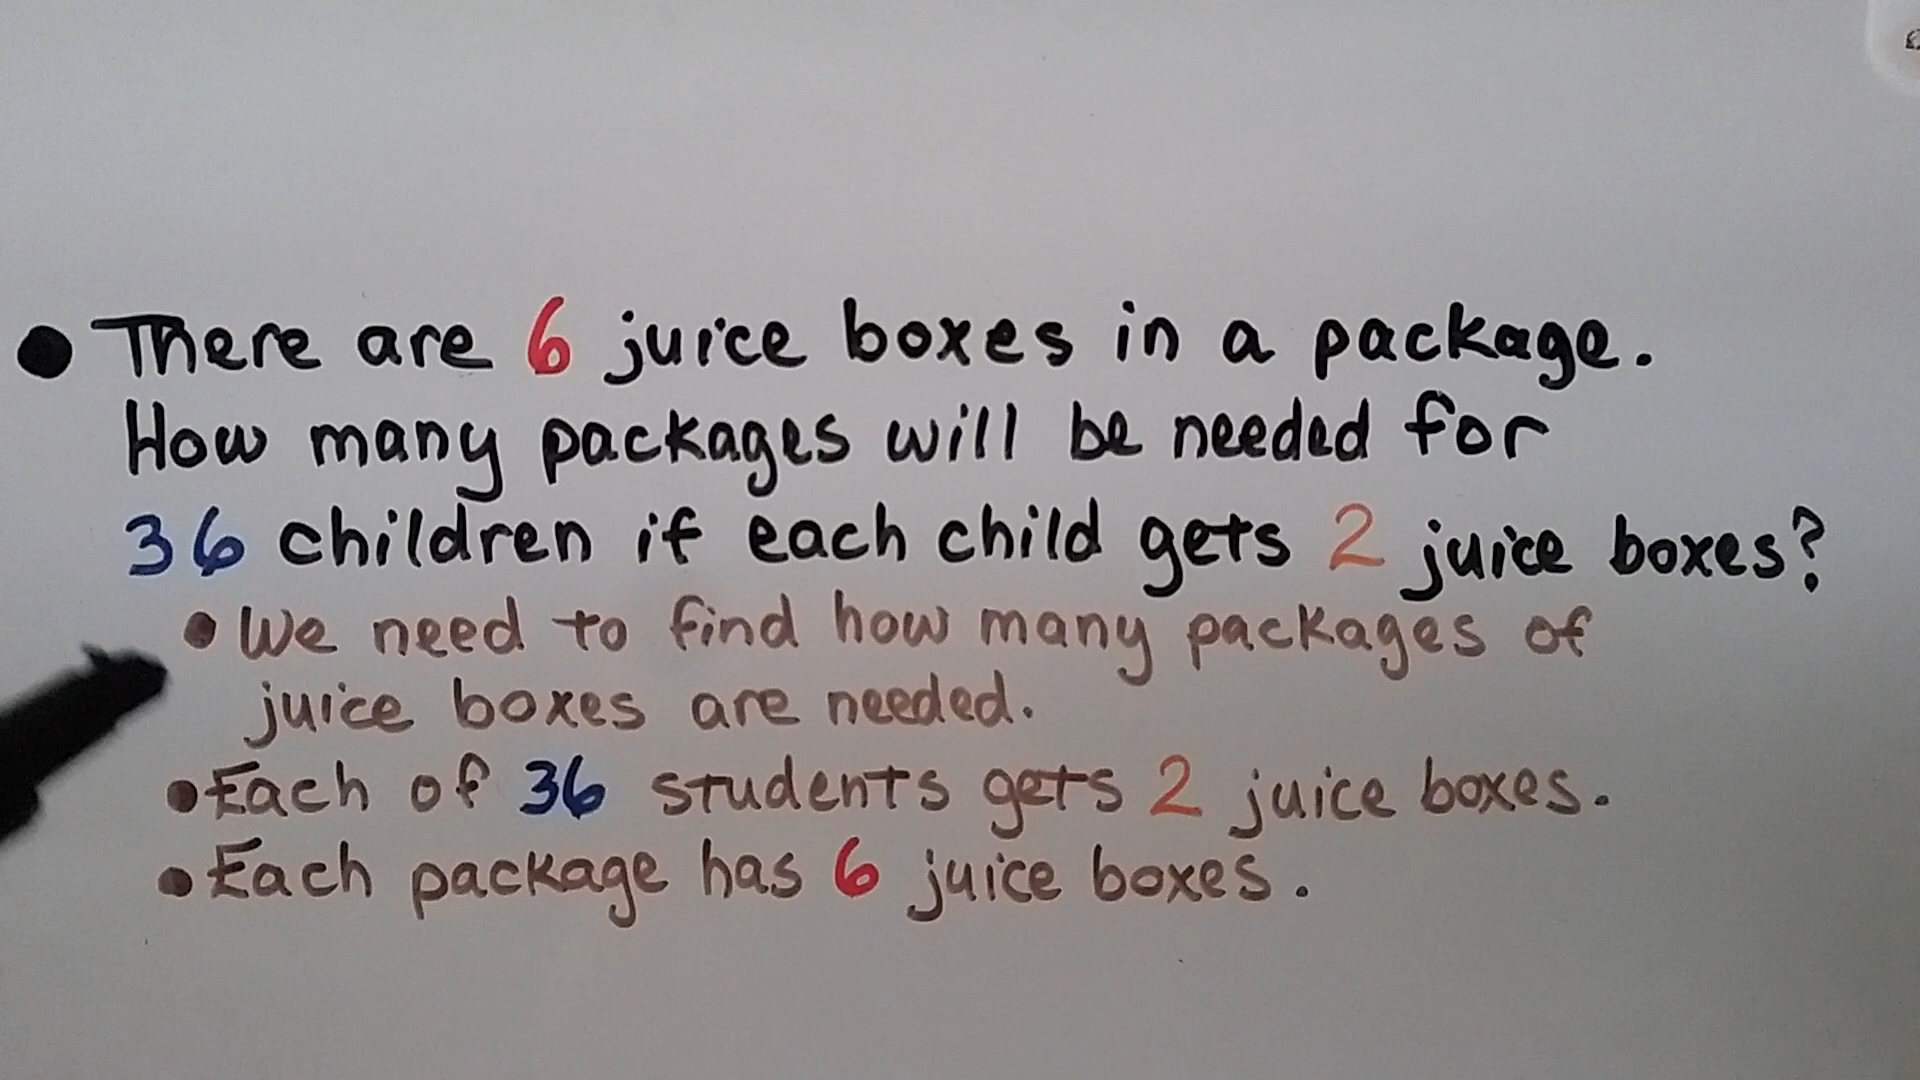 • There are 6 juice boxes in a package.
How many packages will be needed for
36 children if each child gets 2 juice boxes?
• We need to find how many packages of
juice boxes are needed.
• Each of 36 students gets 2 juice boxes.
• Each package has 6 juice boxes.